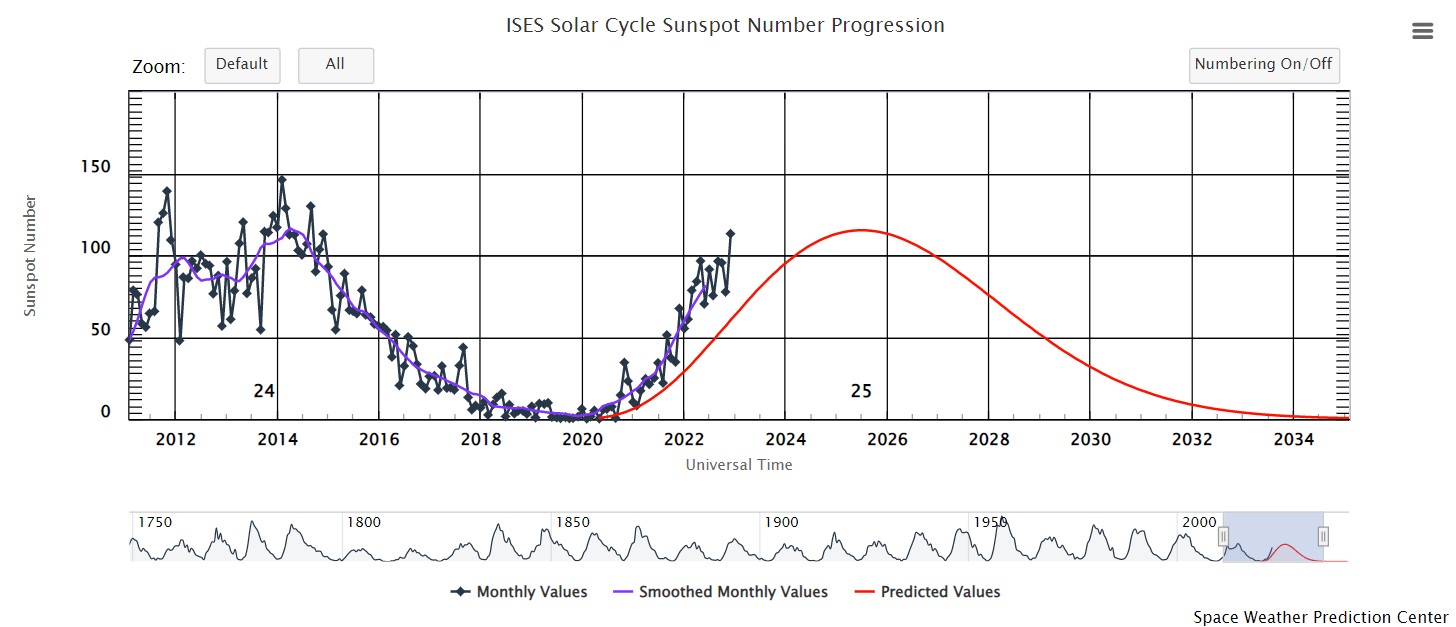 ISES Solar Cycle Sunspot Number Progression
Zoom: Default All Numbering On/Off
Sunspot Number
150
100
50
0
24 25
2012 2014 2016 2018 2020 2022 2024 2026 2028 2030 2032 2034
Universal Time
1750 1800 1850 1900 1950 2000
Monthly Values Smoothed Monthly Values Predicted Values
Space Weather Prediction Center